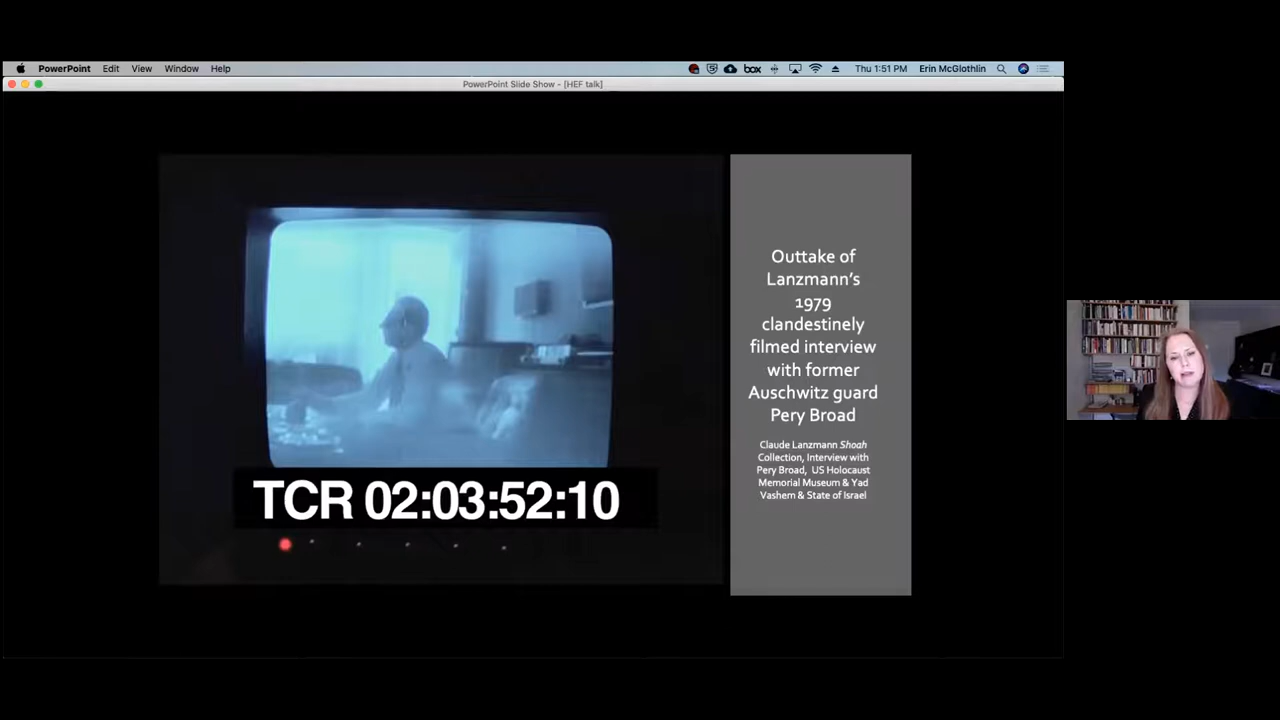 PowerPoint Edit View Window Help box Thu 1:51 PM Erin McGlothlin
PowerPoint Slide Show - [HEF talk]
TCR 02:03:52:10
Outtake of
Lanzmann’s
1979
clandestinely
filmed interview
with former
Auschwitz guard
Pery Broad
Claude Lanzmann Shoah
Collection, Interview with
Pery Broad, US Holocaust
Memorial Museum & Yad
Vashem & State of Israel